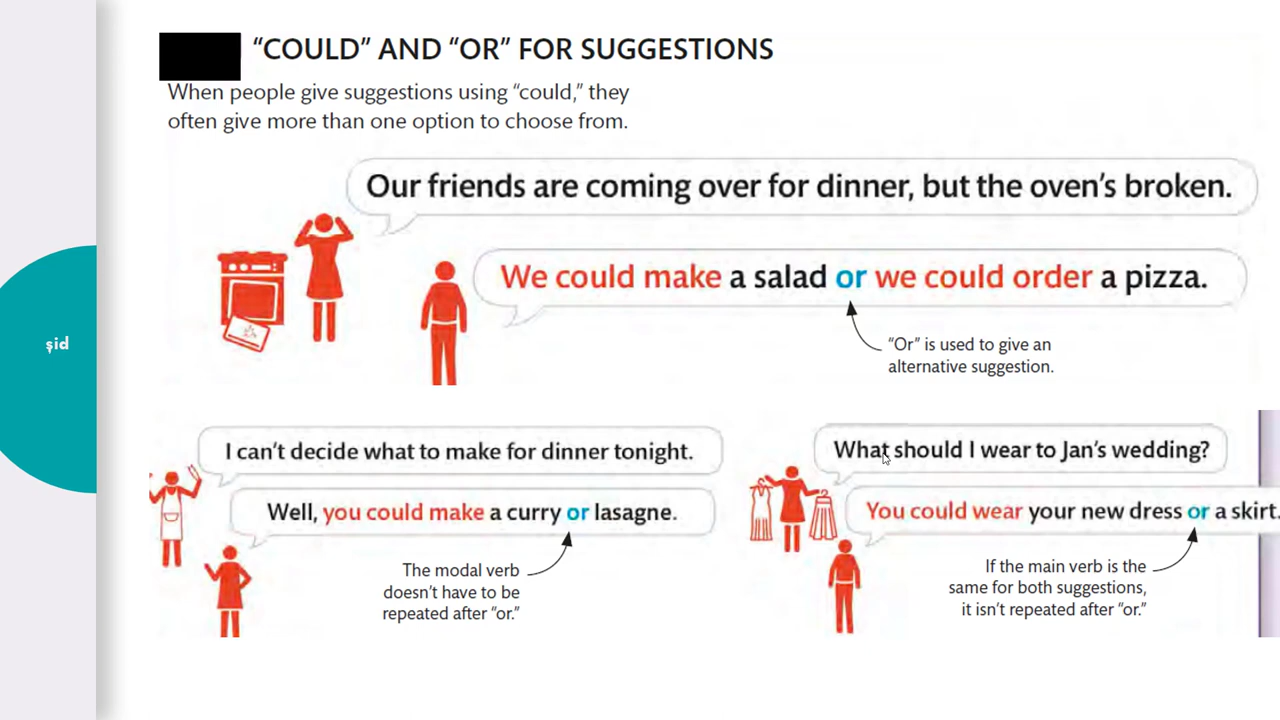 "COULD" AND "OR" FOR SUGGESTIONS
When people give suggestions using "could," they
often give more than one option to choose from.
Our friends are coming over for dinner, but the oven's broken.
We could make a salad or we could order a pizza.
"Or" is used to give an
alternative suggestion.
şid
I can't decide what to make for dinner tonight.
Well, you could make a curry or lasagne.
The modal verb
doesn't have to be
repeated after "or."
What should I wear to Jan's wedding?
You could wear your new dress or a skirt.
If the main verb is the
same for both suggestions,
it isn't repeated after "or."